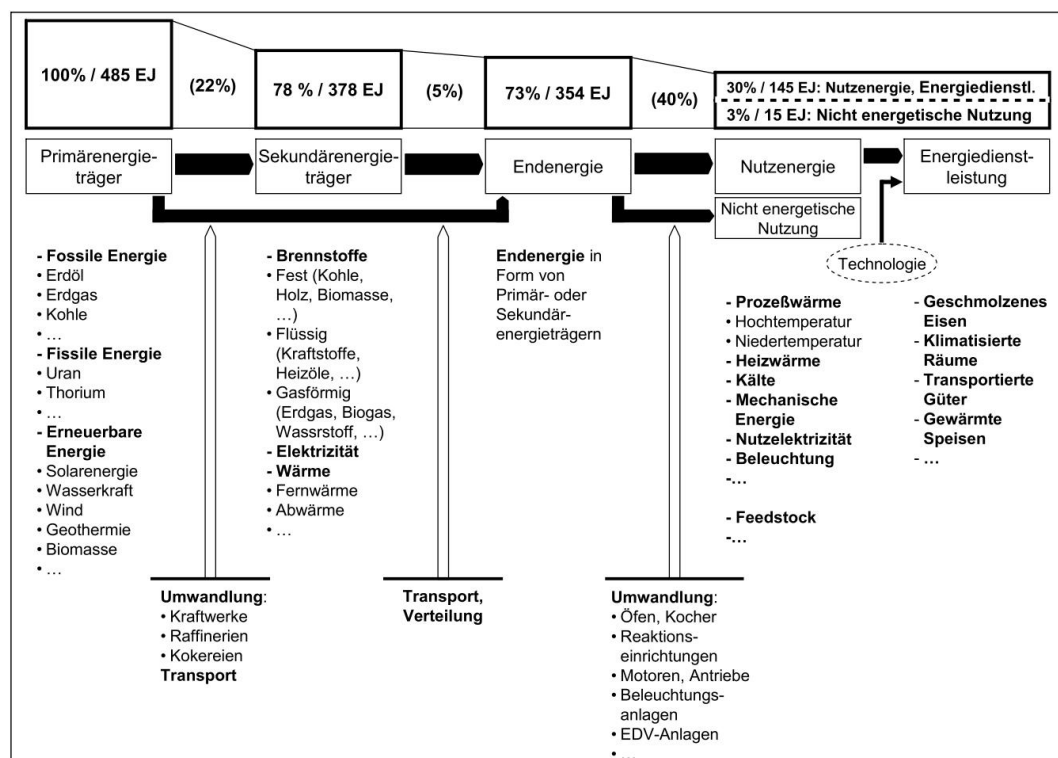 100% / 485 EJ
(22%)
78 % / 378 EJ
(5%)
73% / 354 EJ
(40%)
30% / 145 EJ: Nutzenergie, Energiedienstl.
3% / 15 EJ: Nicht energetische Nutzung
Primärenergie-
träger
Sekundärenergie-
träger
Endenergie
Nutzenergie
Energiedienst-
leistung
Nicht energetische
Nutzung
Technologie
- Fossile Energie
• Erdöl
• Erdgas
• Kohle
• ...
- Fissile Energie
• Uran
• Thorium
• ...
- Erneuerbare
Energie
• Solarenergie
• Wasserkraft
• Wind
• Geothermie
• Biomasse
• ...
- Brennstoffe
• Fest (Kohle,
Holz, Biomasse,
...)
• Flüssig
(Kraftstoffe,
Heizöle, ...)
• Gasförmig
(Erdgas, Biogas,
Wassrstoff, ...)
- Elektrizität
- Wärme
• Fernwärme
• Abwärme
• ...
Endenergie in
Form von
Primär- oder
Sekundär-
energieträgern
- Prozeßwärme
• Hochtemperatur
• Niedertemperatur
- Heizwärme
- Kälte
- Mechanische
Energie
- Nutzelektrizität
- Beleuchtung
-...
- Feedstock
-...
- Geschmolzenes
Eisen
- Klimatisierte
Räume
- Transportierte
Güter
- Gewärmte
Speisen
- ...
Umwandlung:
• Kraftwerke
• Raffinerien
• Kokereien
Transport
Transport,
Verteilung
Umwandlung:
• Öfen, Kocher
• Reaktions-
einrichtungen
• Motoren, Antriebe
• Beleuchtungs-
anlagen
• EDV-Anlagen
• ...